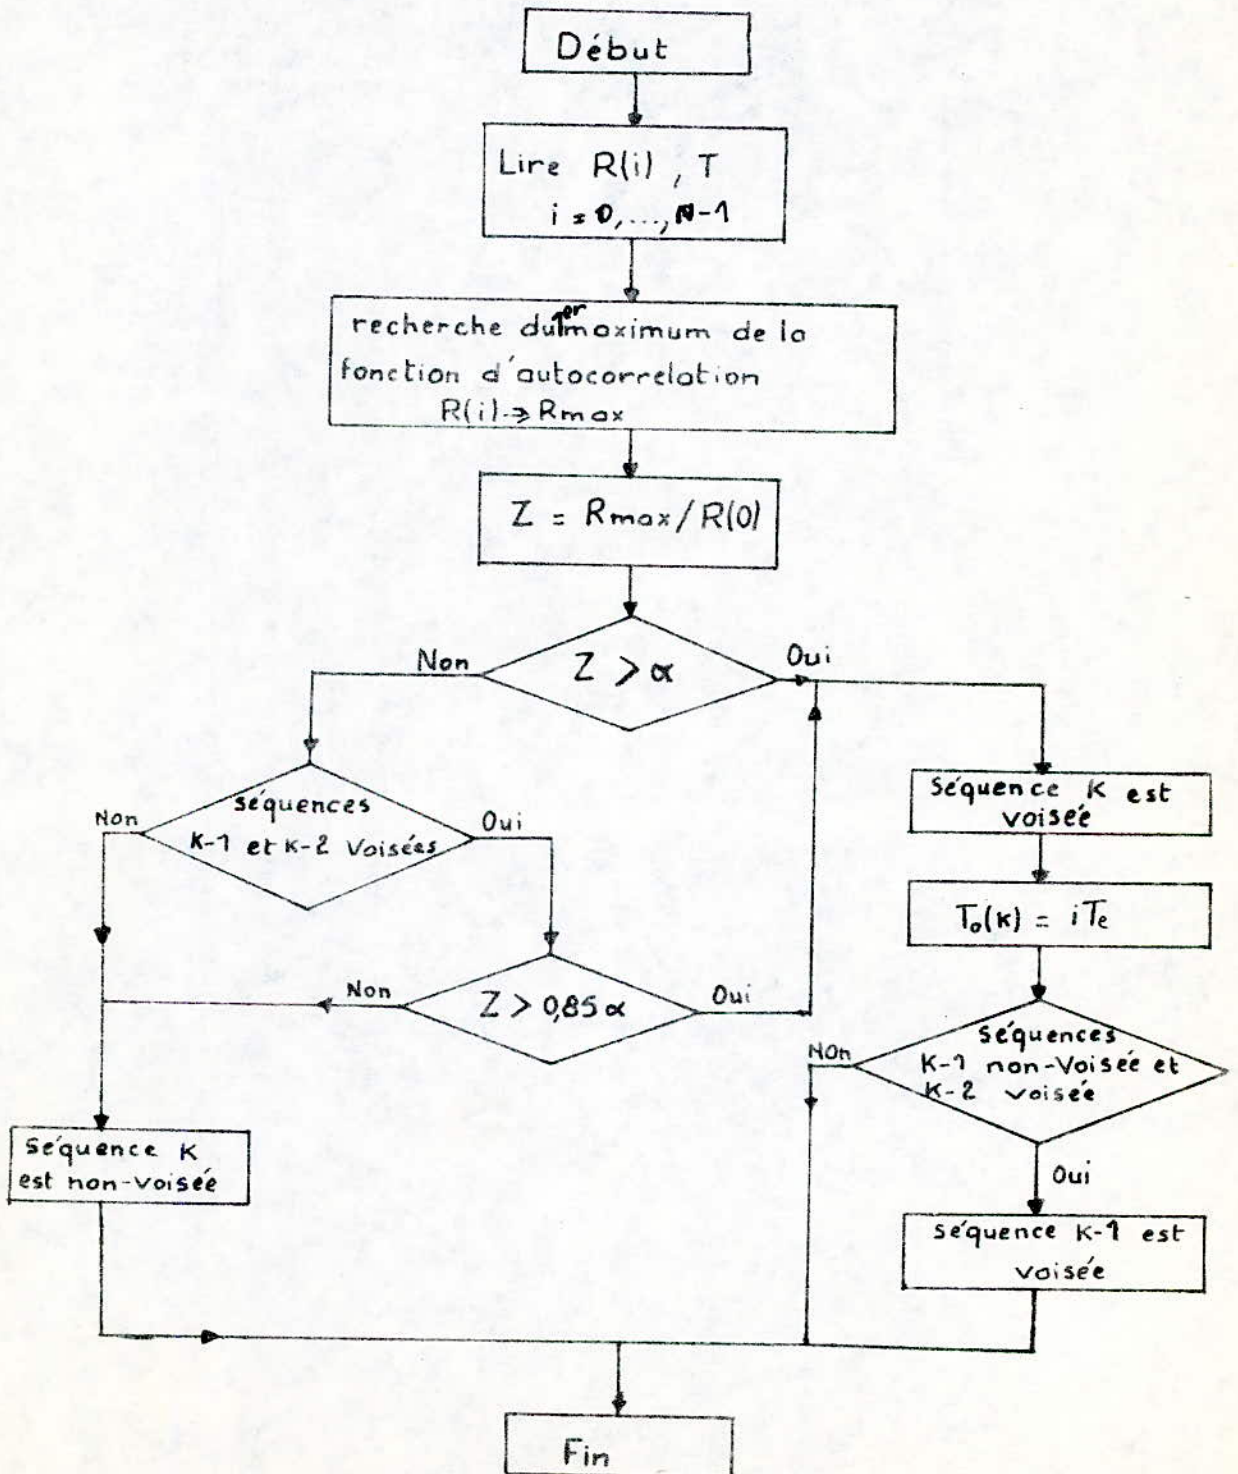 Début
Lire R(i) , T
i = 0,...,N-1
recherche du 1er maximum de la
fonction d'autocorrelation
R(i) → Rmax
Z = Rmax / R(0)
Non
Z > α
Oui
séquences
K-1 et K-2 Voisées
Non
Oui
Séquence K est
voisée
T₀(K) = iTe
Non
Z > 0,85 α
Oui
Non
séquences
K-1 non-Voisée et
K-2 voisée
Oui
Séquence K
est non-voisée
Séquence K-1 est
voisée
Fin